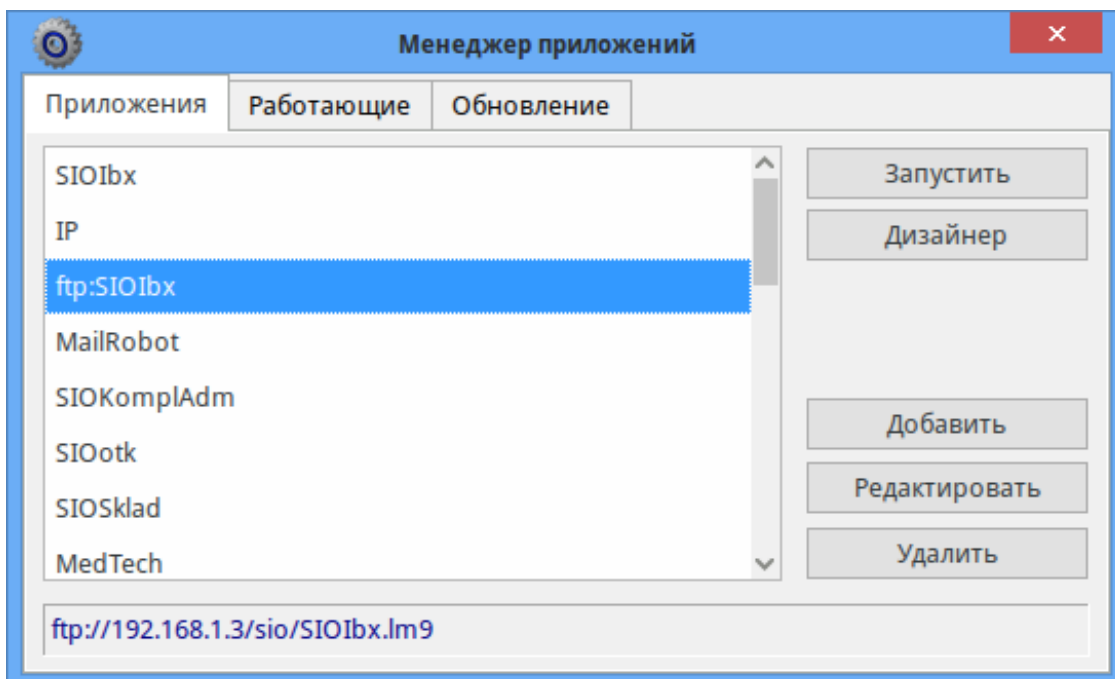 Менеджер приложений
Приложения Работающие Обновление
SIOIbx
IP
ftp:SIOIbx
MailRobot
SIOKomplAdm
SIOotk
SIOSklad
MedTech
Запустить
Дизайнер
Добавить
Редактировать
Удалить
ftp://192.168.1.3/sio/SIOIbx.lm9